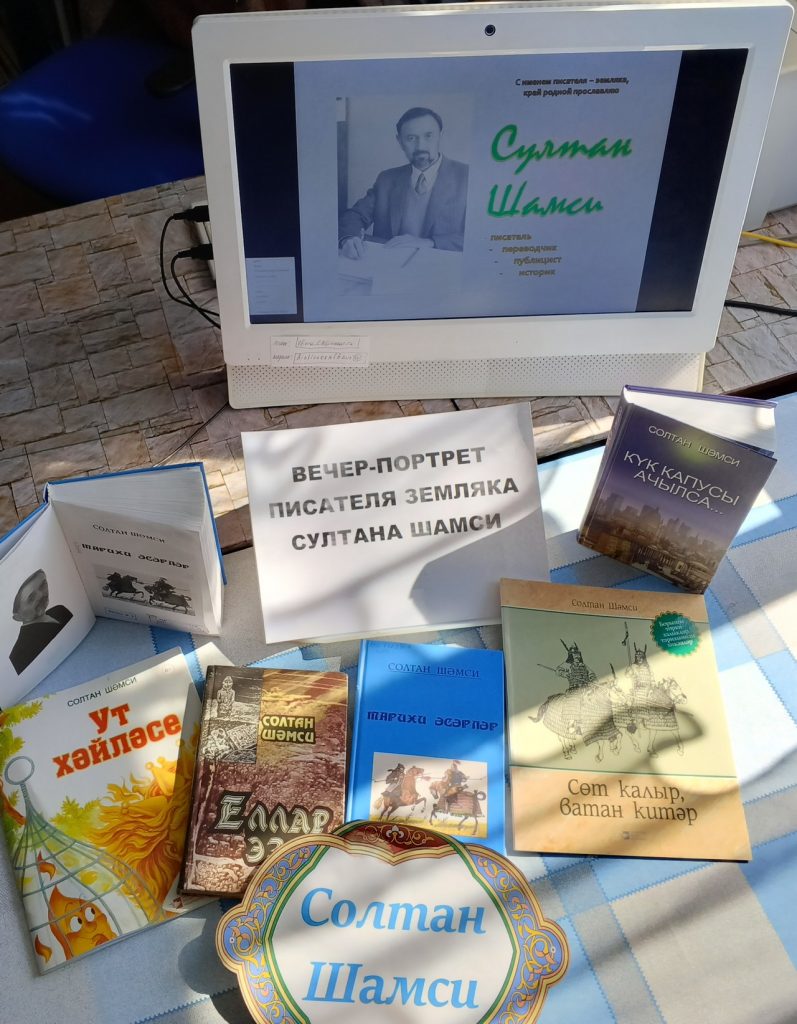 С именем писателя – земляка,
край родной прославляю
Султан
Шамси
писатель
- переводчик
- публицист
- историк
ВЕЧЕР-ПОРТРЕТ
ПИСАТЕЛЯ ЗЕМЛЯКА
СУЛТАНА ШАМСИ
СОЛТАН ШӘМСИ
КҮК КАПУСЫ
АЧЫЛСА...
СОЛТАН ШӘМСИ
ТАРИХИ ӘСӘРЛӘР
Солтан Шәмси
Сөт калыр,
ватан китәр
СОЛТАН ШӘМСИ
Ут
хәйләсе
СОЛТАН
ШӘМСИ
ЕЛЛАР
СОЛТАН ШӘМСИ
ТАРИХИ ӘСӘРЛӘР
Солтан
Шамси